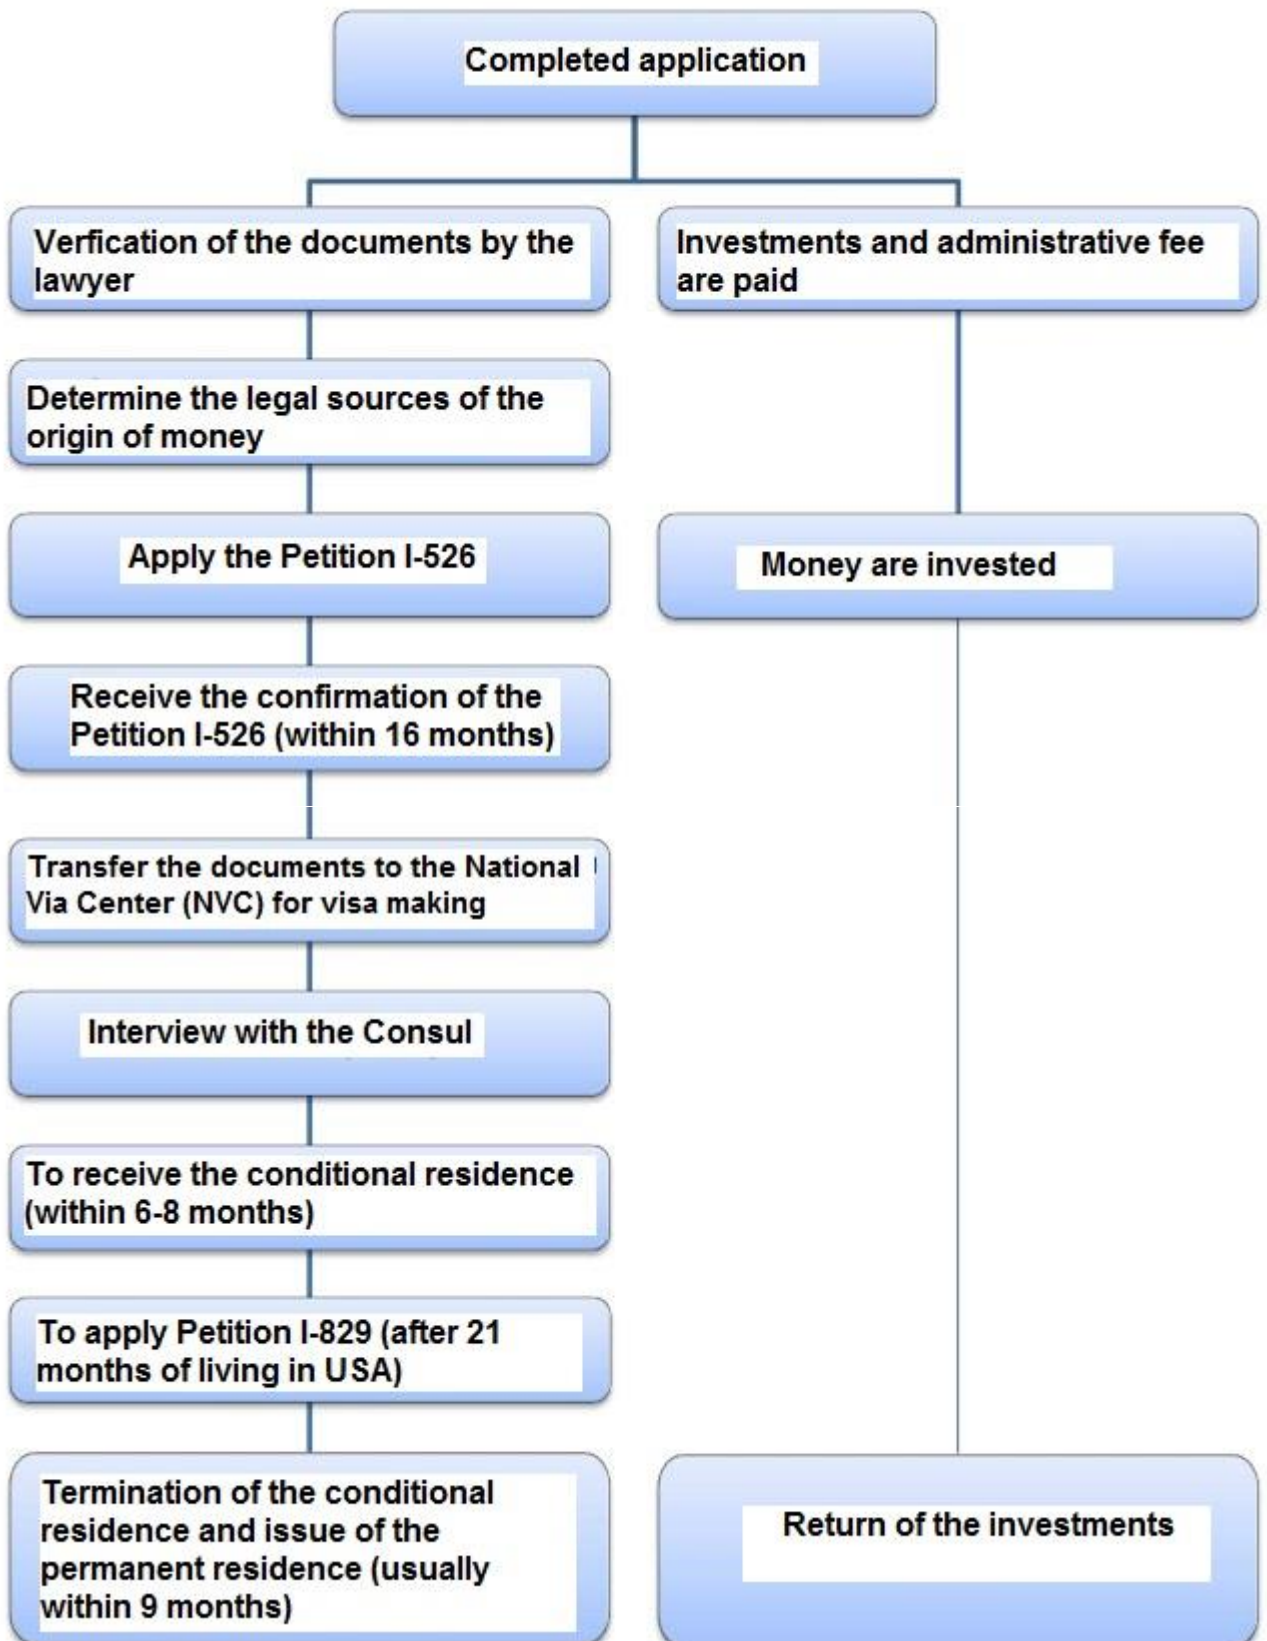 Completed application
Verfication of the documents by the
lawyer
Investments and administrative fee
are paid
Determine the legal sources of the
origin of money
Apply the Petition I-526
Money are invested
Receive the confirmation of the
Petition I-526 (within 16 months)
Transfer the documents to the National
Via Center (NVC) for visa making
Interview with the Consul
To receive the conditional residence
(within 6-8 months)
To apply Petition I-829 (after 21
months of living in USA)
Termination of the conditional
residence and issue of the
permanent residence (usually
within 9 months)
Return of the investments